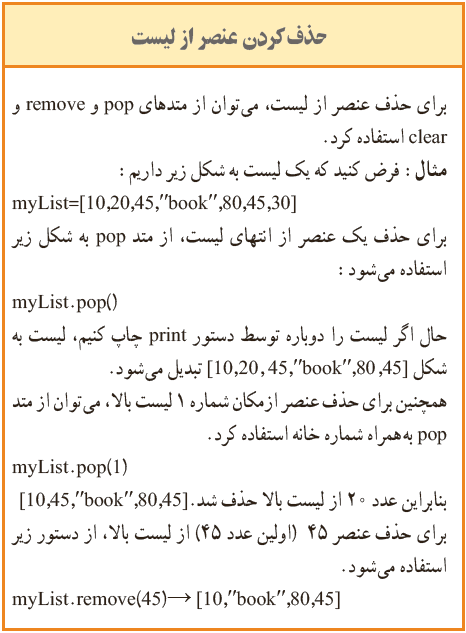 حذف کردن عنصر از لیست
برای حذف عنصر از لیست، می‌توان از متدهای pop و remove و
clear استفاده کرد.
مثال : فرض کنید که یک لیست به شکل زیر داریم :
myList=[10,20,45,"book",80,45,30]
برای حذف یک عنصر از انتهای لیست، از متد pop به شکل زیر
استفاده می‌شود :
myList.pop()
حال اگر لیست را دوباره توسط دستور print چاپ کنیم، لیست به
شکل [10,20,45,"book",80,45] تبدیل می‌شود.
همچنین برای حذف عنصر ازمکان شماره ۱ لیست بالا، می‌توان از متد
pop به‌همراه شماره خانه استفاده کرد.
myList.pop(1)
بنابراین عدد ۲۰ از لیست بالا حذف شد. [10,45,"book",80,45]
برای حذف عنصر ۴۵ (اولین عدد ۴۵) از لیست بالا، از دستور زیر
استفاده می‌شود.
myList.remove(45)→ [10,"book",80,45]